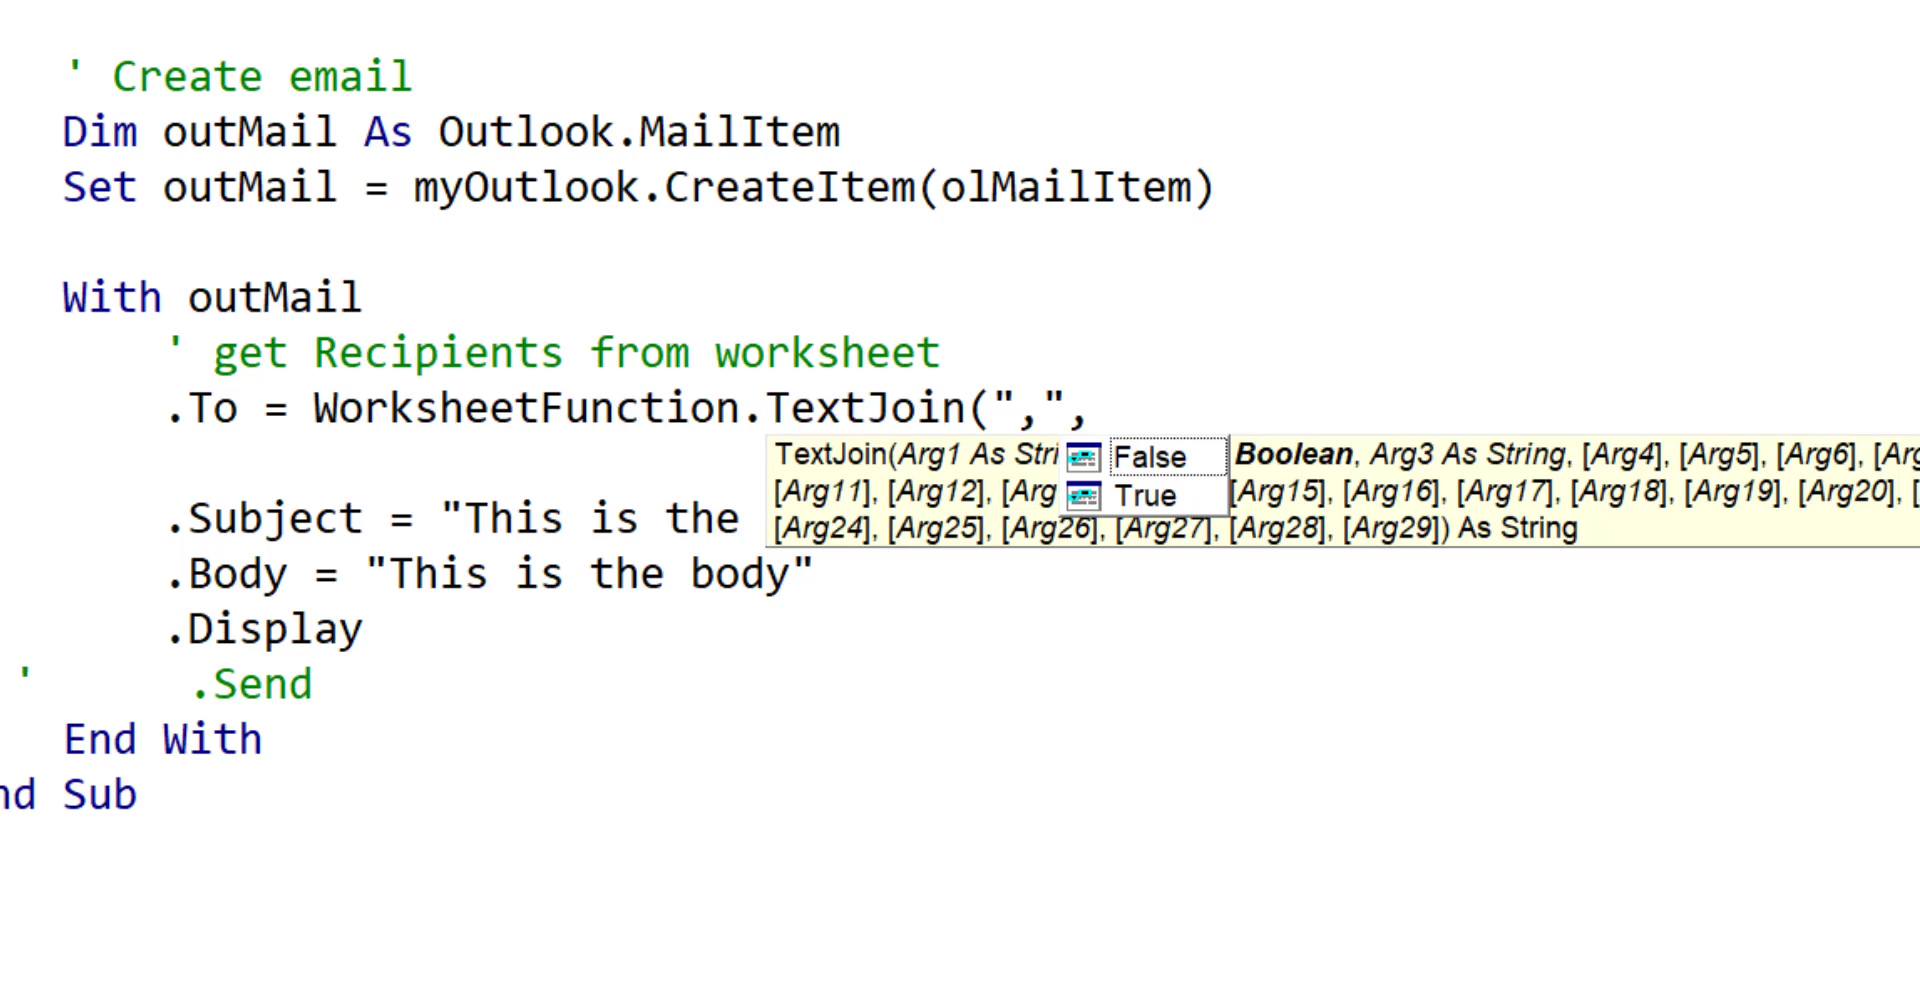 ' Create email
Dim outMail As Outlook.MailItem
Set outMail = myOutlook.CreateItem(olMailItem)
With outMail
' get Recipients from worksheet
.To = WorksheetFunction.TextJoin(",",
TextJoin(Arg1 As Stri False Boolean, Arg3 As String, [Arg4], [Arg5], [Arg6], [Arg
[Arg11], [Arg12], [Arg True [Arg15], [Arg16], [Arg17], [Arg18], [Arg19], [Arg20], [
.Subject = "This is the [Arg24], [Arg25], [Arg26], [Arg27], [Arg28], [Arg29]) As String
.Body = "This is the body"
.Display
' .Send
End With
nd Sub